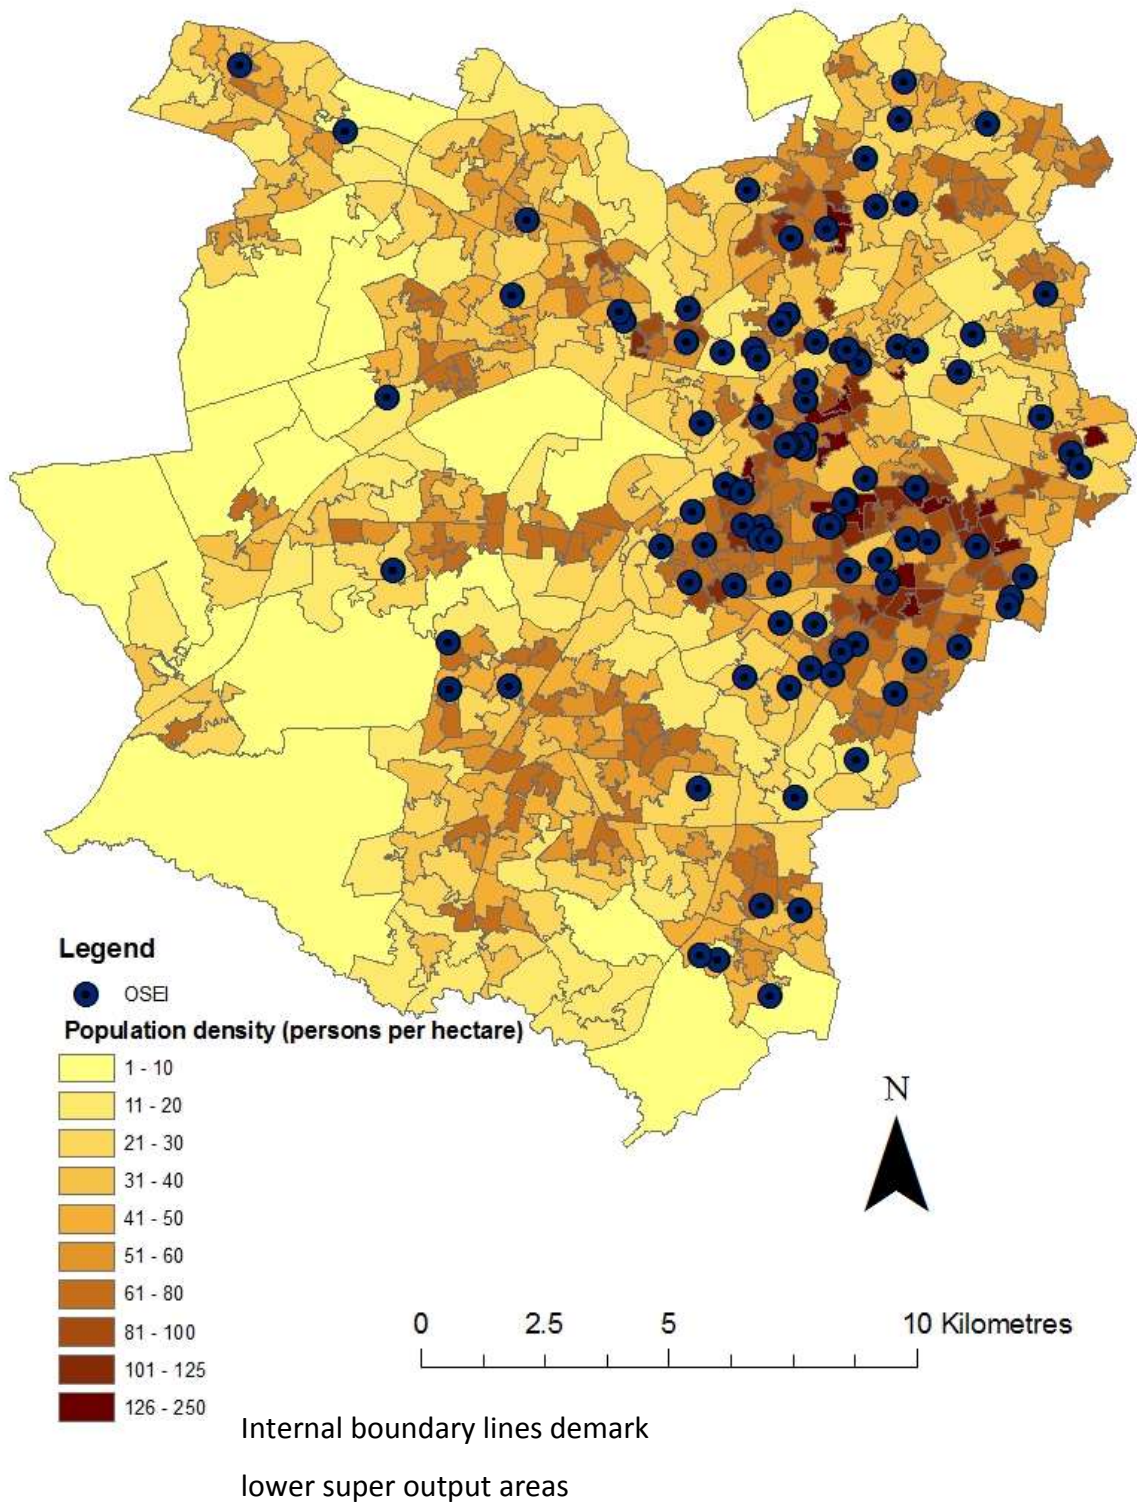 Legend
OSEI
Population density (persons per hectare)
1 - 10
11 - 20
21 - 30
31 - 40
41 - 50
51 - 60
61 - 80
81 - 100
101 - 125
126 - 250
N
0 2.5 5 10 Kilometres
Internal boundary lines demark
lower super output areas